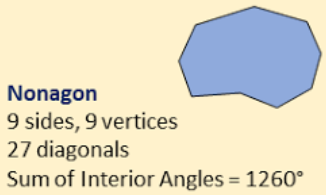 Nonagon
9 sides, 9 vertices
27 diagonals
Sum of Interior Angles = 1260°